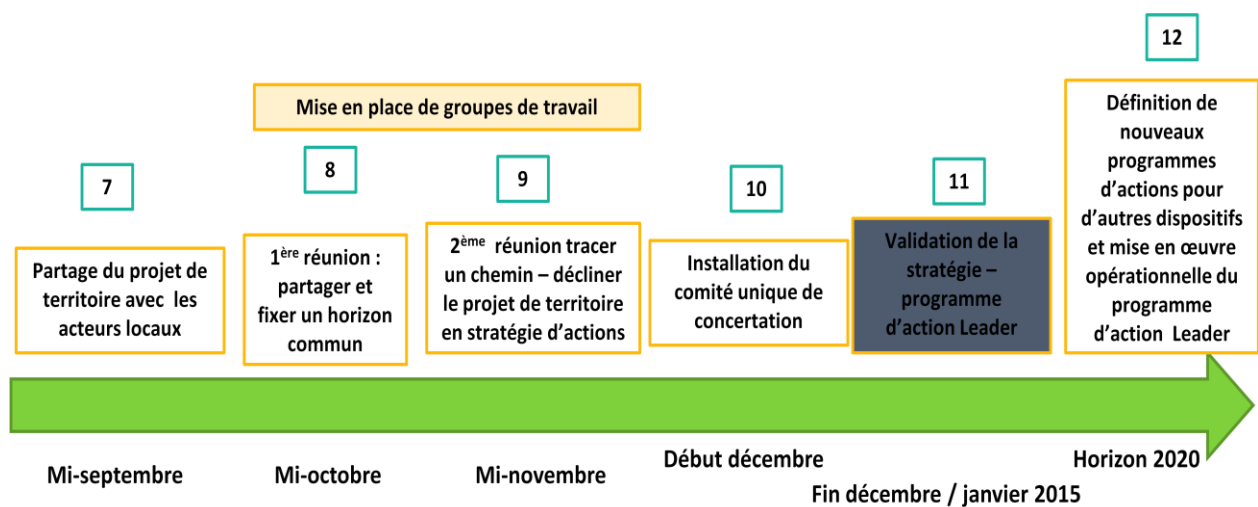 12
Mise en place de groupes de travail
Définition de
nouveaux
programmes
d'actions pour
d'autres dispositifs
et mise en œuvre
opérationnelle du
programme
d'action Leader
7
8
9
10
11
Partage du projet de
territoire avec les
acteurs locaux
1ère réunion :
partager et
fixer un horizon
commun
2ème réunion tracer
un chemin – décliner
le projet de territoire
en stratégie d'actions
Installation du
comité unique de
concertation
Validation de la
stratégie –
programme
d'action Leader
Mi-septembre
Mi-octobre
Mi-novembre
Début décembre
Fin décembre / janvier 2015
Horizon 2020